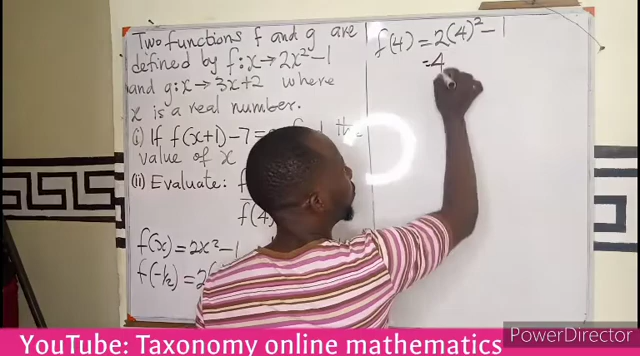 Two functions f and g are
defined by f:x→2x²-1
and g:x→3x+2 where
x is a real number.
(i) If f(x+1)-7=
value of x
(ii) Evaluate:
f(4)
f(x)=2x²-1
f(-½)=2(
f(4)=2(4)²-1
=4
YouTube: Taxonomy online mathematics
PowerDirector